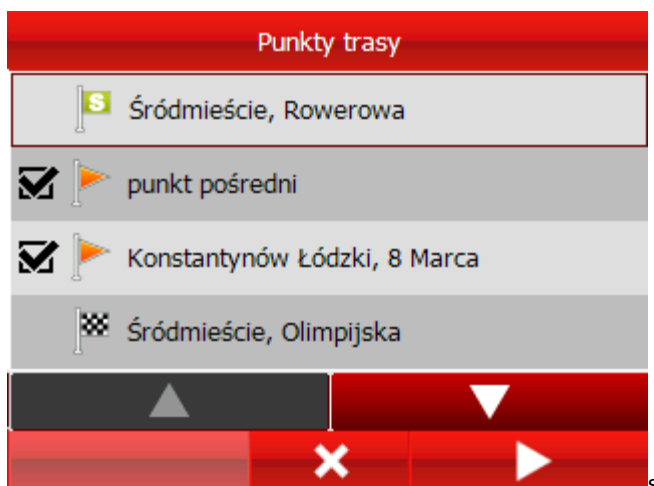 Punkty trasy
S Śródmieście, Rowerowa
punkt pośredni
Konstantynów Łódzki, 8 Marca
Śródmieście, Olimpijska
s